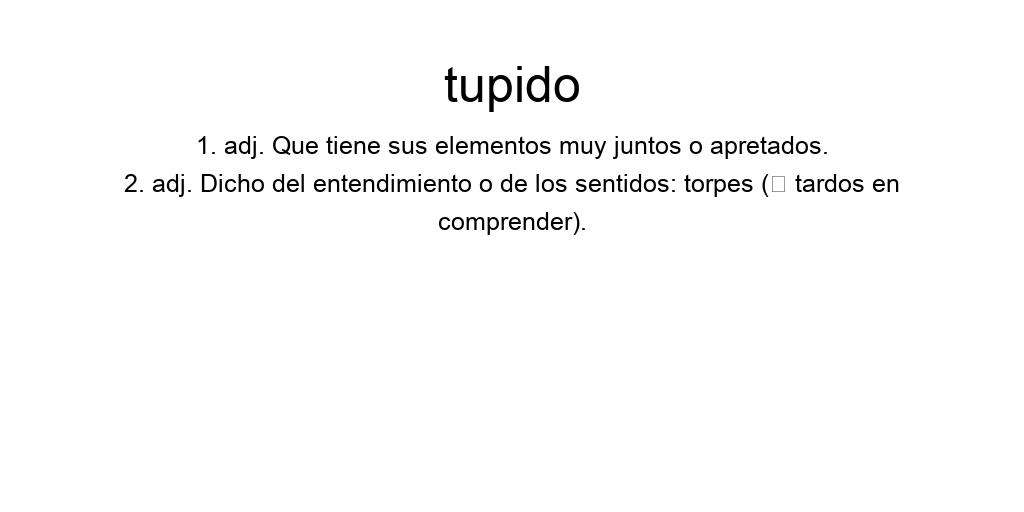 tupido
1. adj. Que tiene sus elementos muy juntos o apretados.
2. adj. Dicho del entendimiento o de los sentidos: torpes (□ tardos en
comprender).